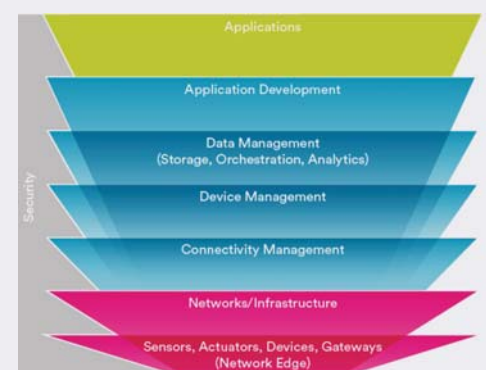 Applications
Application Development
Data Management
(Storage, Orchestration, Analytics)
Device Management
Connectivity Management
Networks/Infrastructure
Sensors, Actuators, Devices, Gateways
(Network Edge)
Security